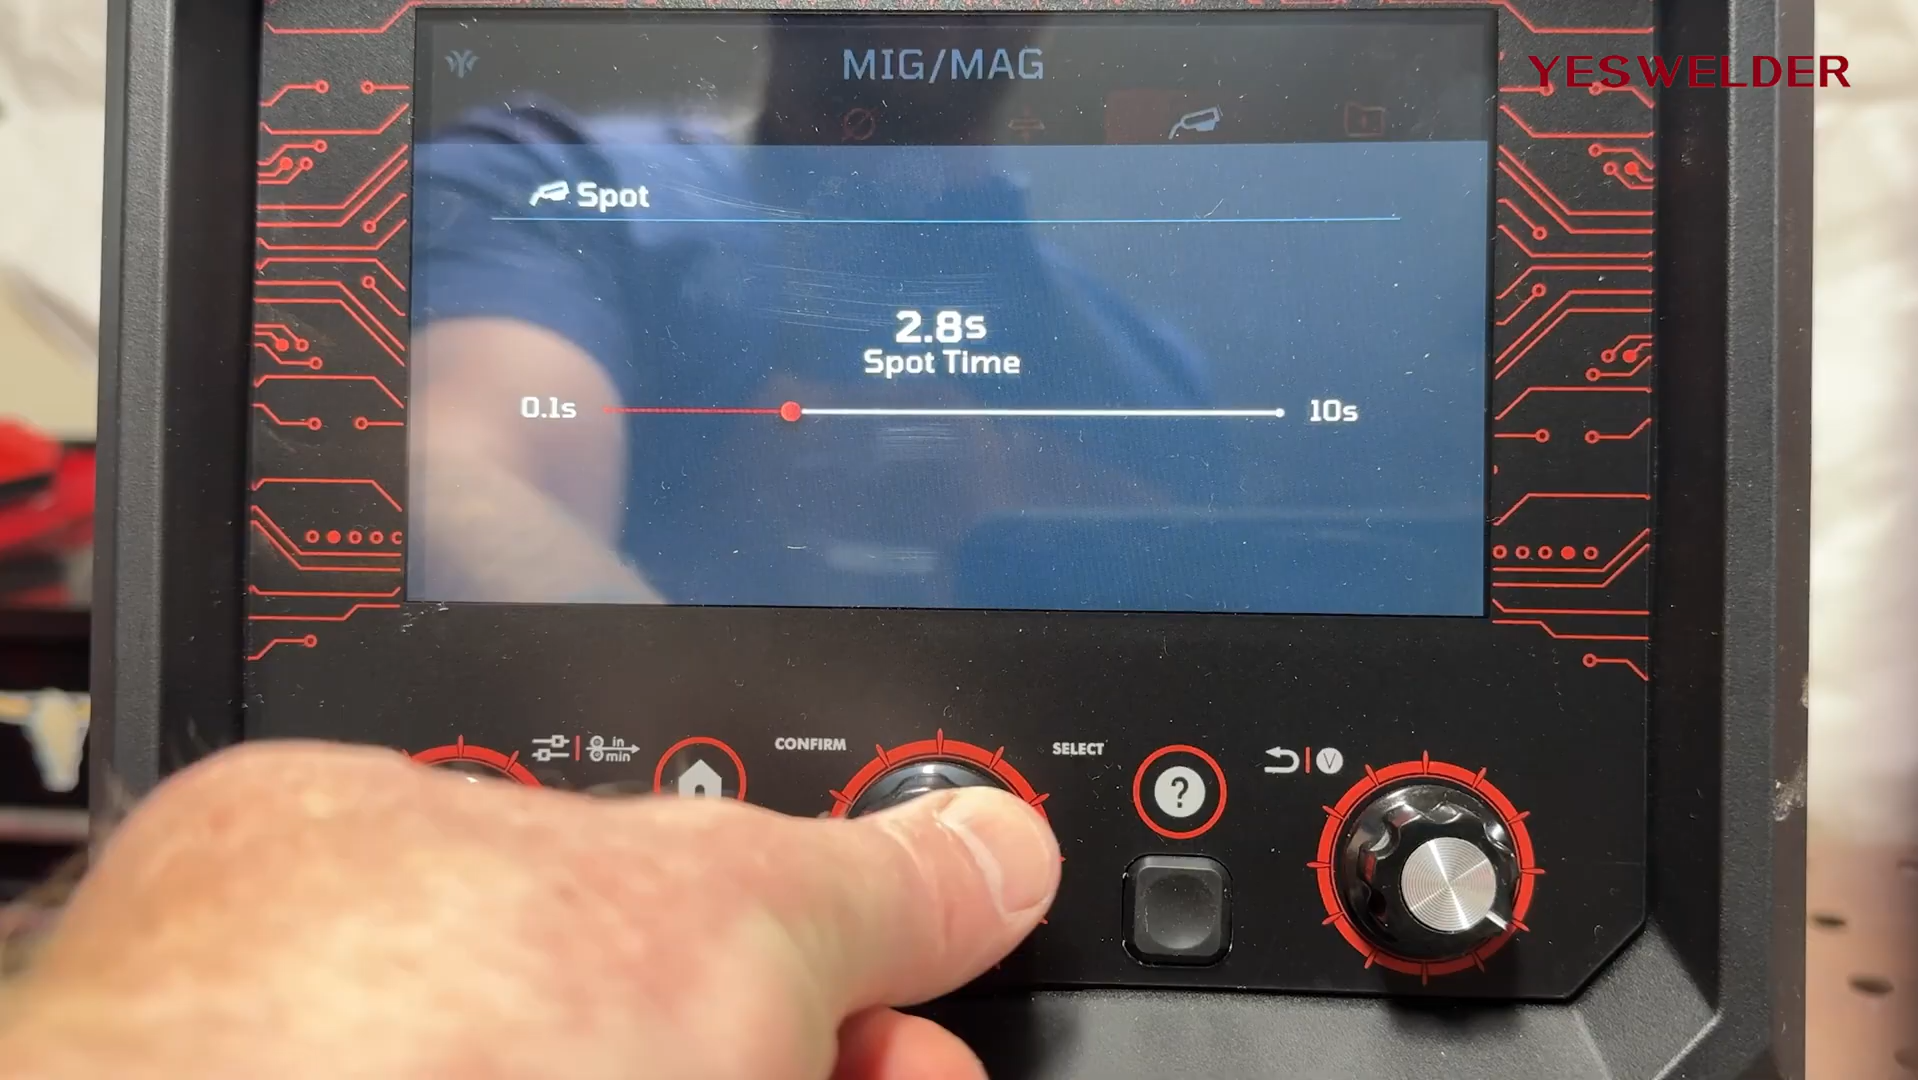 MIG/MAG
YESWELDER
Spot
2.8s
Spot Time
0.1s
10s
in
min
CONFIRM
SELECT
?
V